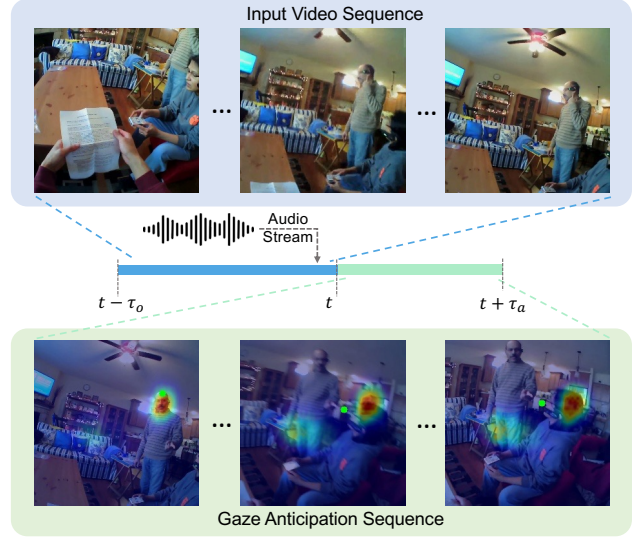 Input Video Sequence
...
...
Audio
Stream
t − τₒ
t
t + τₐ
...
...
Gaze Anticipation Sequence